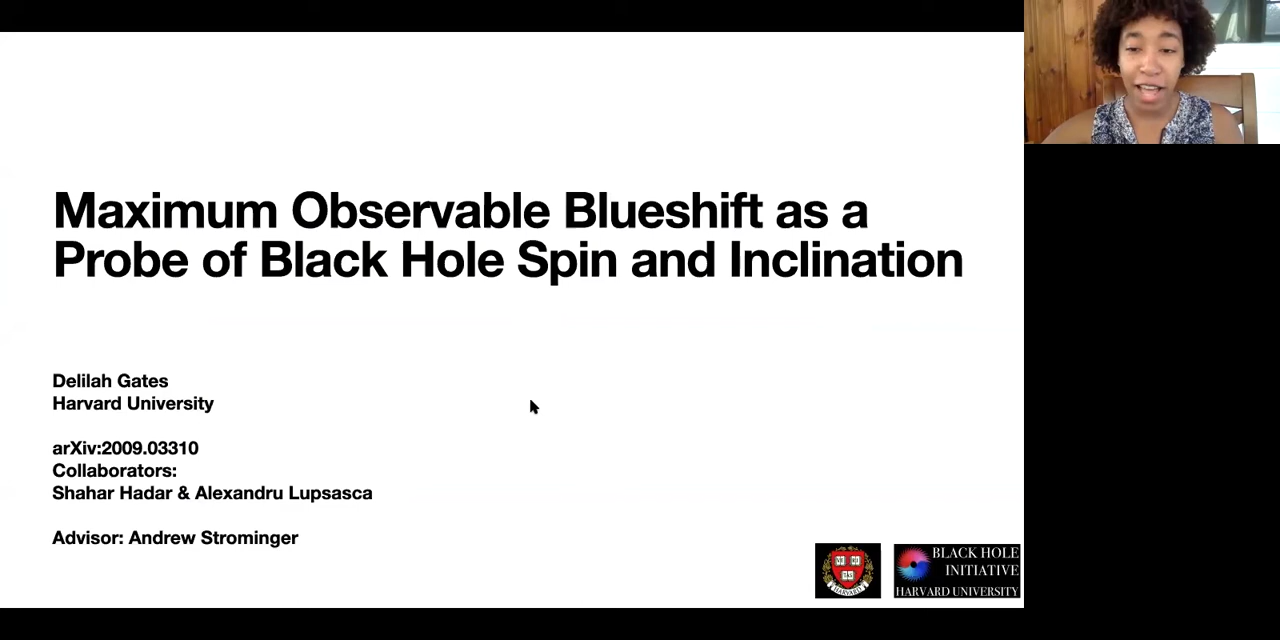 Maximum Observable Blueshift as a
Probe of Black Hole Spin and Inclination
Delilah Gates
Harvard University
arXiv:2009.03310
Collaborators:
Shahar Hadar & Alexandru Lupsasca
Advisor: Andrew Strominger
BLACK HOLE
INITIATIVE
HARVARD UNIVERSITY